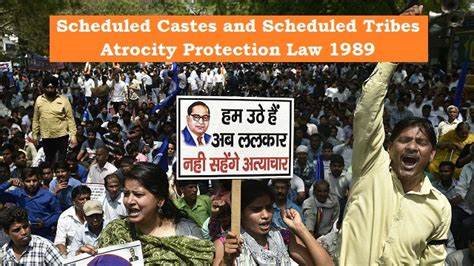 Scheduled Castes and Scheduled Tribes
Atrocity Protection Law 1989
हम उठे हैं
अब ललकार
नही सहेंगे अत्याचार